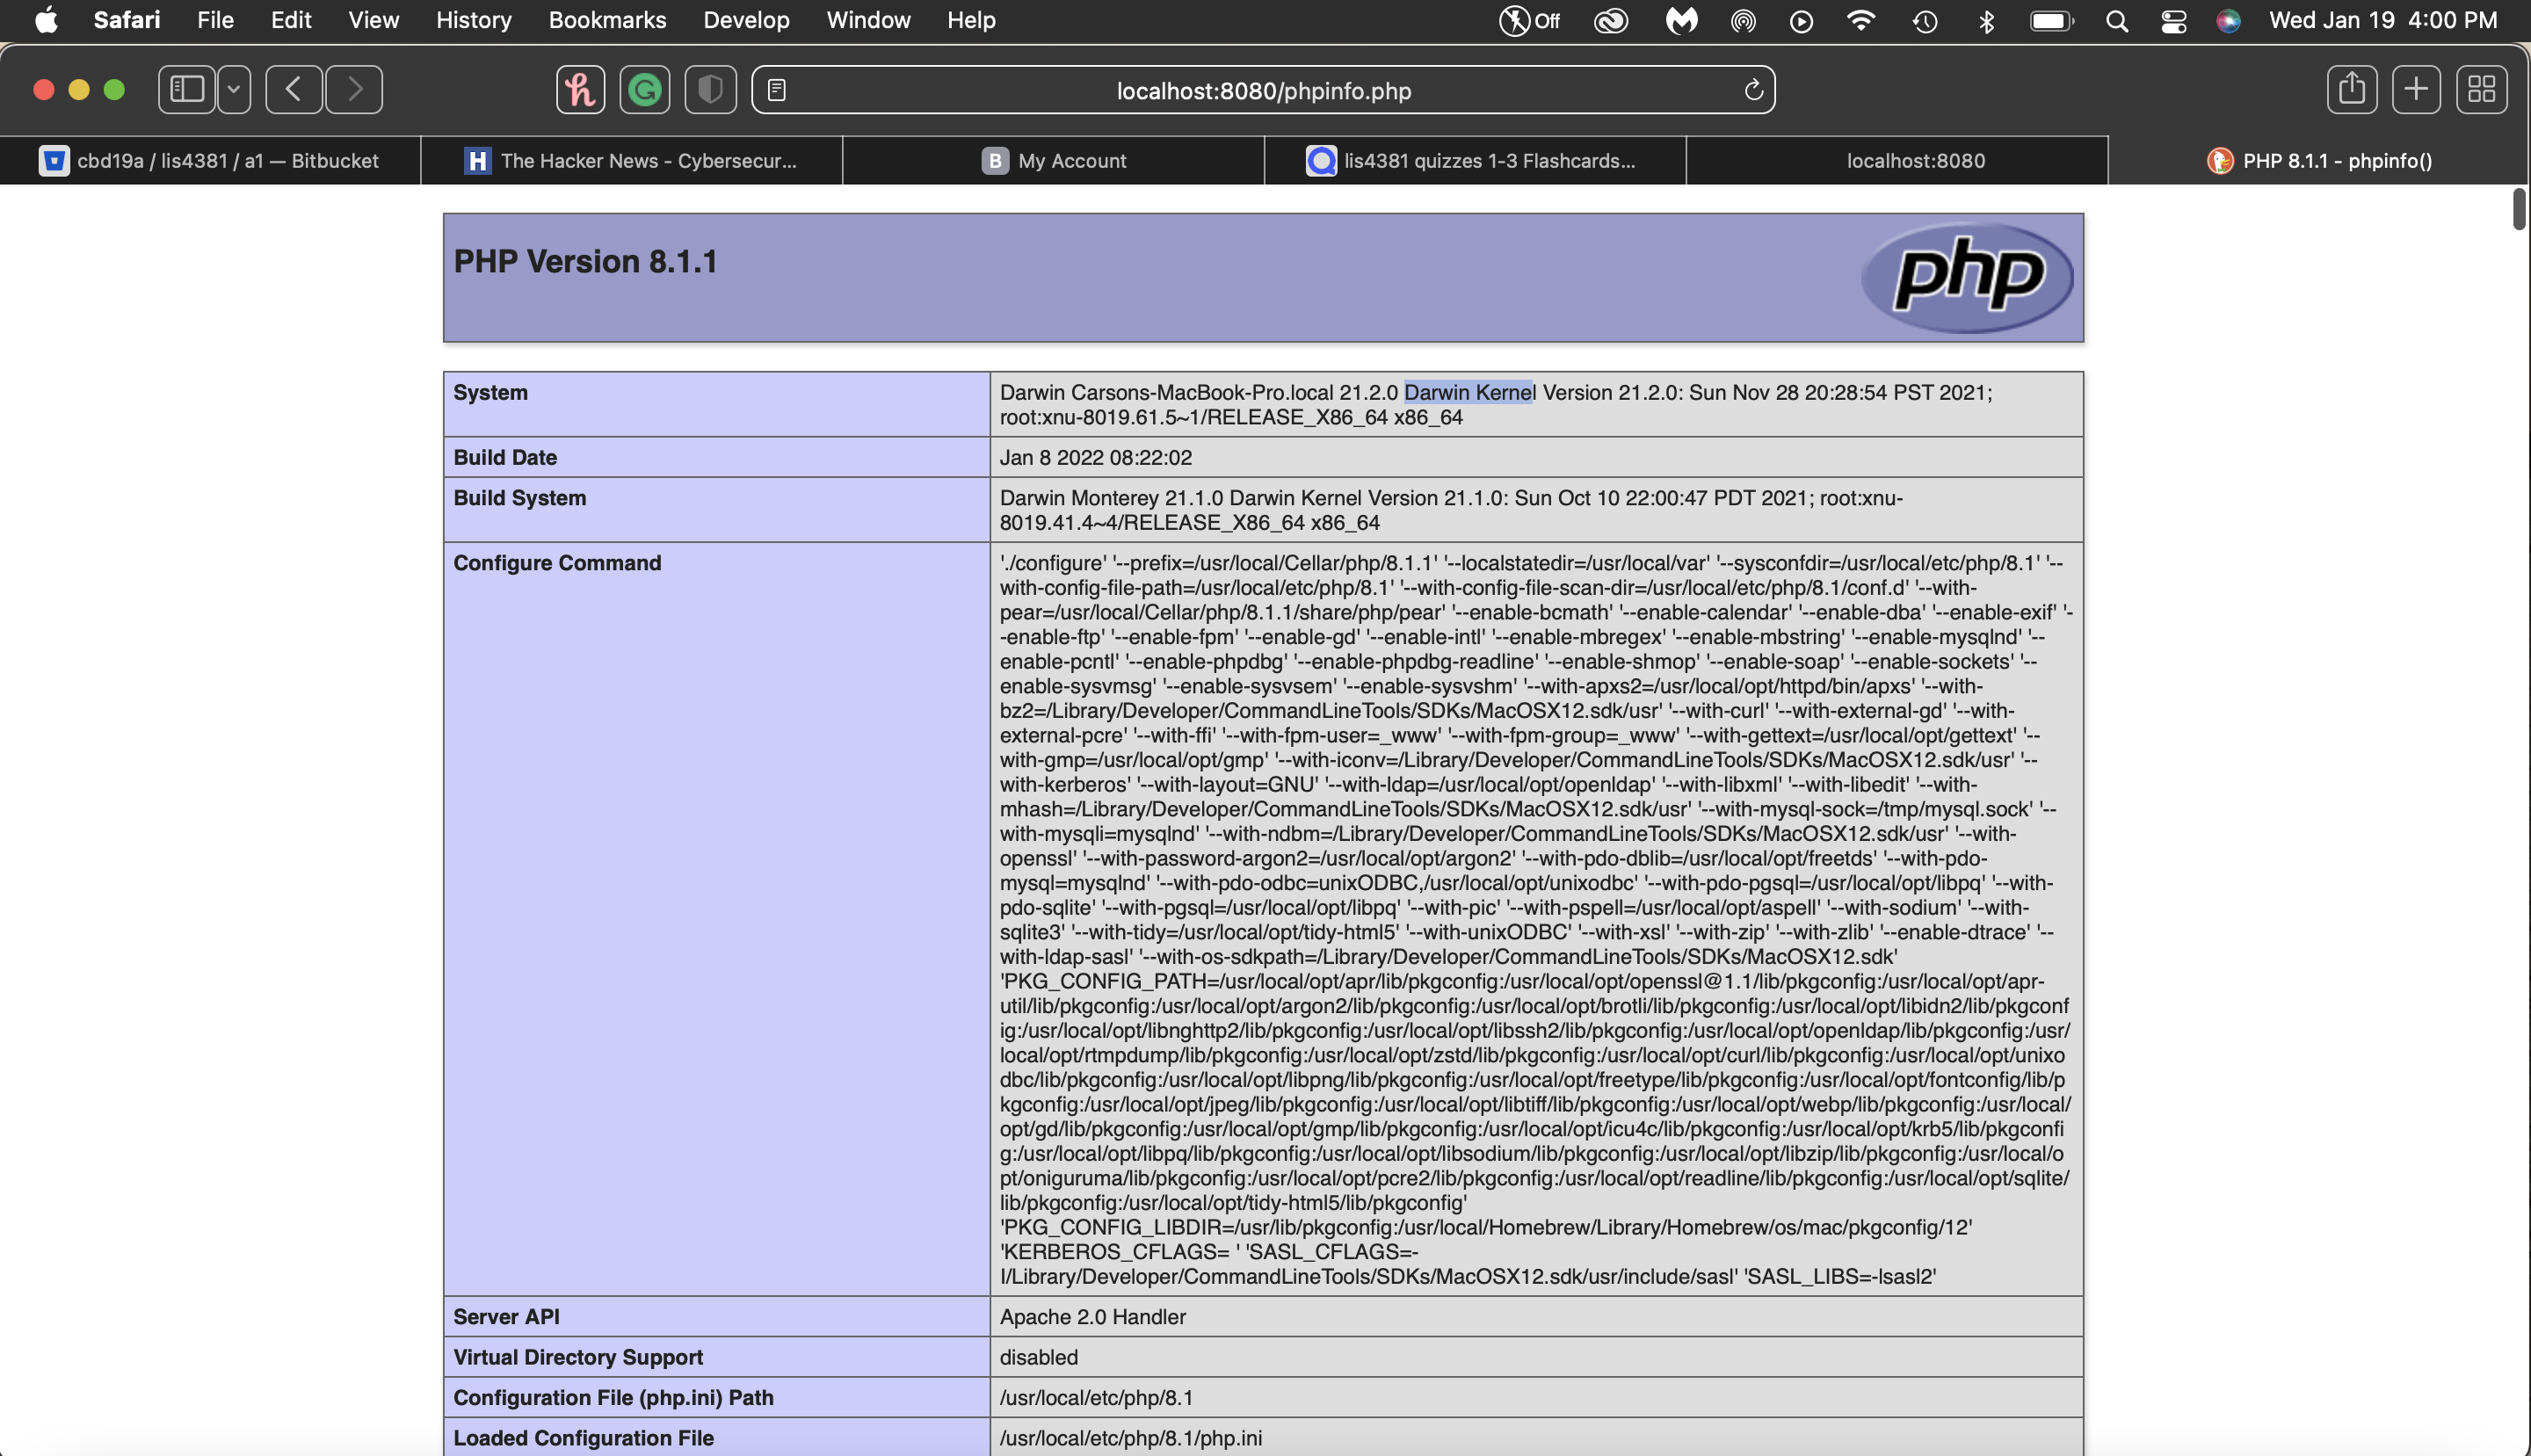 Safari File Edit View History Bookmarks Develop Window Help Off Wed Jan 19 4:00 PM
localhost:8080/phpinfo.php
cbd19a / lis4381 / a1 — Bitbucket
The Hacker News - Cybersecur...
My Account
lis4381 quizzes 1-3 Flashcards...
localhost:8080
PHP 8.1.1 - phpinfo()
PHP Version 8.1.1
php
System
Darwin Carsons-MacBook-Pro.local 21.2.0 Darwin Kernel Version 21.2.0: Sun Nov 28 20:28:54 PST 2021;
root:xnu-8019.61.5~1/RELEASE_X86_64 x86_64
Build Date
Jan 8 2022 08:22:02
Build System
Darwin Monterey 21.1.0 Darwin Kernel Version 21.1.0: Sun Oct 10 22:00:47 PDT 2021; root:xnu-
8019.41.4~4/RELEASE_X86_64 x86_64
Configure Command
'./configure' '--prefix=/usr/local/Cellar/php/8.1.1' '--localstatedir=/usr/local/var' '--sysconfdir=/usr/local/etc/php/8.1' '--
with-config-file-path=/usr/local/etc/php/8.1' '--with-config-file-scan-dir=/usr/local/etc/php/8.1/conf.d' '--with-
pear=/usr/local/Cellar/php/8.1.1/share/php/pear' '--enable-bcmath' '--enable-calendar' '--enable-dba' '--enable-exif' '-
-enable-ftp' '--enable-fpm' '--enable-gd' '--enable-intl' '--enable-mbregex' '--enable-mbstring' '--enable-mysqlnd' '--
enable-pcntl' '--enable-phpdbg' '--enable-phpdbg-readline' '--enable-shmop' '--enable-soap' '--enable-sockets' '--
enable-sysvmsg' '--enable-sysvsem' '--enable-sysvshm' '--with-apxs2=/usr/local/opt/httpd/bin/apxs' '--with-
bz2=/Library/Developer/CommandLineTools/SDKs/MacOSX12.sdk/usr' '--with-curl' '--with-external-gd' '--with-
external-pcre' '--with-ffi' '--with-fpm-user=_www' '--with-fpm-group=_www' '--with-gettext=/usr/local/opt/gettext' '--
with-gmp=/usr/local/opt/gmp' '--with-iconv=/Library/Developer/CommandLineTools/SDKs/MacOSX12.sdk/usr' '--
with-kerberos' '--with-layout=GNU' '--with-ldap=/usr/local/opt/openldap' '--with-libxml' '--with-libedit' '--with-
mhash=/Library/Developer/CommandLineTools/SDKs/MacOSX12.sdk/usr' '--with-mysql-sock=/tmp/mysql.sock' '--
with-mysqli=mysqlnd' '--with-ndbm=/Library/Developer/CommandLineTools/SDKs/MacOSX12.sdk/usr' '--with-
openssl' '--with-password-argon2=/usr/local/opt/argon2' '--with-pdo-dblib=/usr/local/opt/freetds' '--with-pdo-
mysql=mysqlnd' '--with-pdo-odbc=unixODBC,/usr/local/opt/unixodbc' '--with-pdo-pgsql=/usr/local/opt/libpq' '--with-
pdo-sqlite' '--with-pgsql=/usr/local/opt/libpq' '--with-pic' '--with-pspell=/usr/local/opt/aspell' '--with-sodium' '--with-
sqlite3' '--with-tidy=/usr/local/opt/tidy-html5' '--with-unixODBC' '--with-xsl' '--with-zip' '--with-zlib' '--enable-dtrace' '--
with-ldap-sasl' '--with-os-sdkpath=/Library/Developer/CommandLineTools/SDKs/MacOSX12.sdk'
'PKG_CONFIG_PATH=/usr/local/opt/apr/lib/pkgconfig:/usr/local/opt/openssl@1.1/lib/pkgconfig:/usr/local/opt/apr-
util/lib/pkgconfig:/usr/local/opt/argon2/lib/pkgconfig:/usr/local/opt/brotli/lib/pkgconfig:/usr/local/opt/libidn2/lib/pkgconf
ig:/usr/local/opt/libnghttp2/lib/pkgconfig:/usr/local/opt/libssh2/lib/pkgconfig:/usr/local/opt/openldap/lib/pkgconfig:/usr/
local/opt/rtmpdump/lib/pkgconfig:/usr/local/opt/zstd/lib/pkgconfig:/usr/local/opt/curl/lib/pkgconfig:/usr/local/opt/unixo
dbc/lib/pkgconfig:/usr/local/opt/libpng/lib/pkgconfig:/usr/local/opt/freetype/lib/pkgconfig:/usr/local/opt/fontconfig/lib/p
kgconfig:/usr/local/opt/jpeg/lib/pkgconfig:/usr/local/opt/libtiff/lib/pkgconfig:/usr/local/opt/webp/lib/pkgconfig:/usr/local/
opt/gd/lib/pkgconfig:/usr/local/opt/gmp/lib/pkgconfig:/usr/local/opt/icu4c/lib/pkgconfig:/usr/local/opt/krb5/lib/pkgconfi
g:/usr/local/opt/libpq/lib/pkgconfig:/usr/local/opt/libsodium/lib/pkgconfig:/usr/local/opt/libzip/lib/pkgconfig:/usr/local/o
pt/oniguruma/lib/pkgconfig:/usr/local/opt/pcre2/lib/pkgconfig:/usr/local/opt/readline/lib/pkgconfig:/usr/local/opt/sqlite/
lib/pkgconfig:/usr/local/opt/tidy-html5/lib/pkgconfig'
'PKG_CONFIG_LIBDIR=/usr/lib/pkgconfig:/usr/local/Homebrew/Library/Homebrew/os/mac/pkgconfig/12'
'KERBEROS_CFLAGS= ' 'SASL_CFLAGS=-
I/Library/Developer/CommandLineTools/SDKs/MacOSX12.sdk/usr/include/sasl' 'SASL_LIBS=-lsasl2'
Server API
Apache 2.0 Handler
Virtual Directory Support
disabled
Configuration File (php.ini) Path
/usr/local/etc/php/8.1
Loaded Configuration File
/usr/local/etc/php/8.1/php.ini